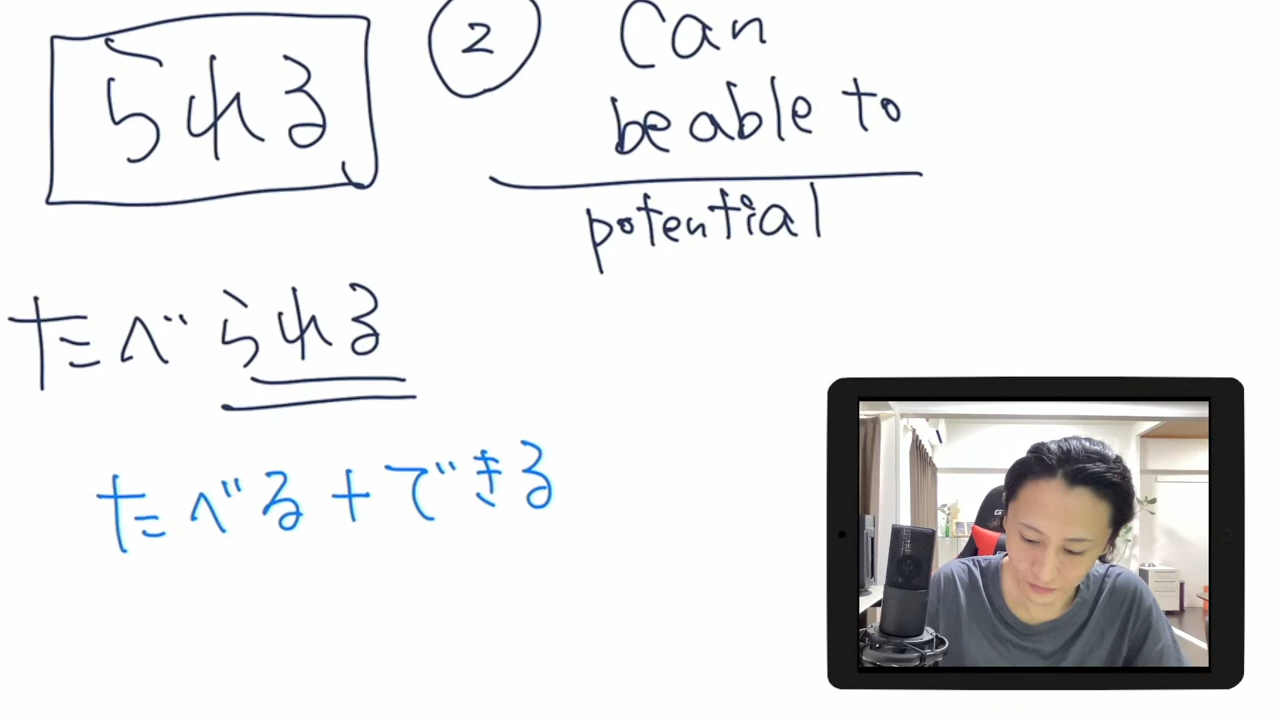 られる
② Can
be able to
potential
たべられる
たべる+できる